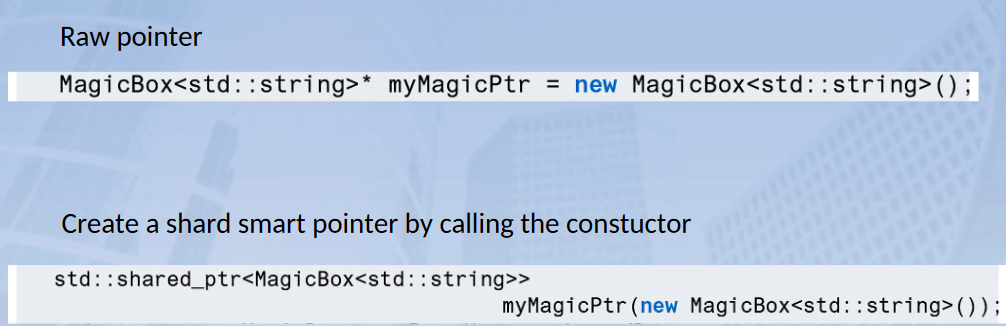 Raw pointer
MagicBox<std::string>* myMagicPtr = new MagicBox<std::string>();
Create a shard smart pointer by calling the constuctor
std::shared_ptr<MagicBox<std::string>>
myMagicPtr(new MagicBox<std::string>());